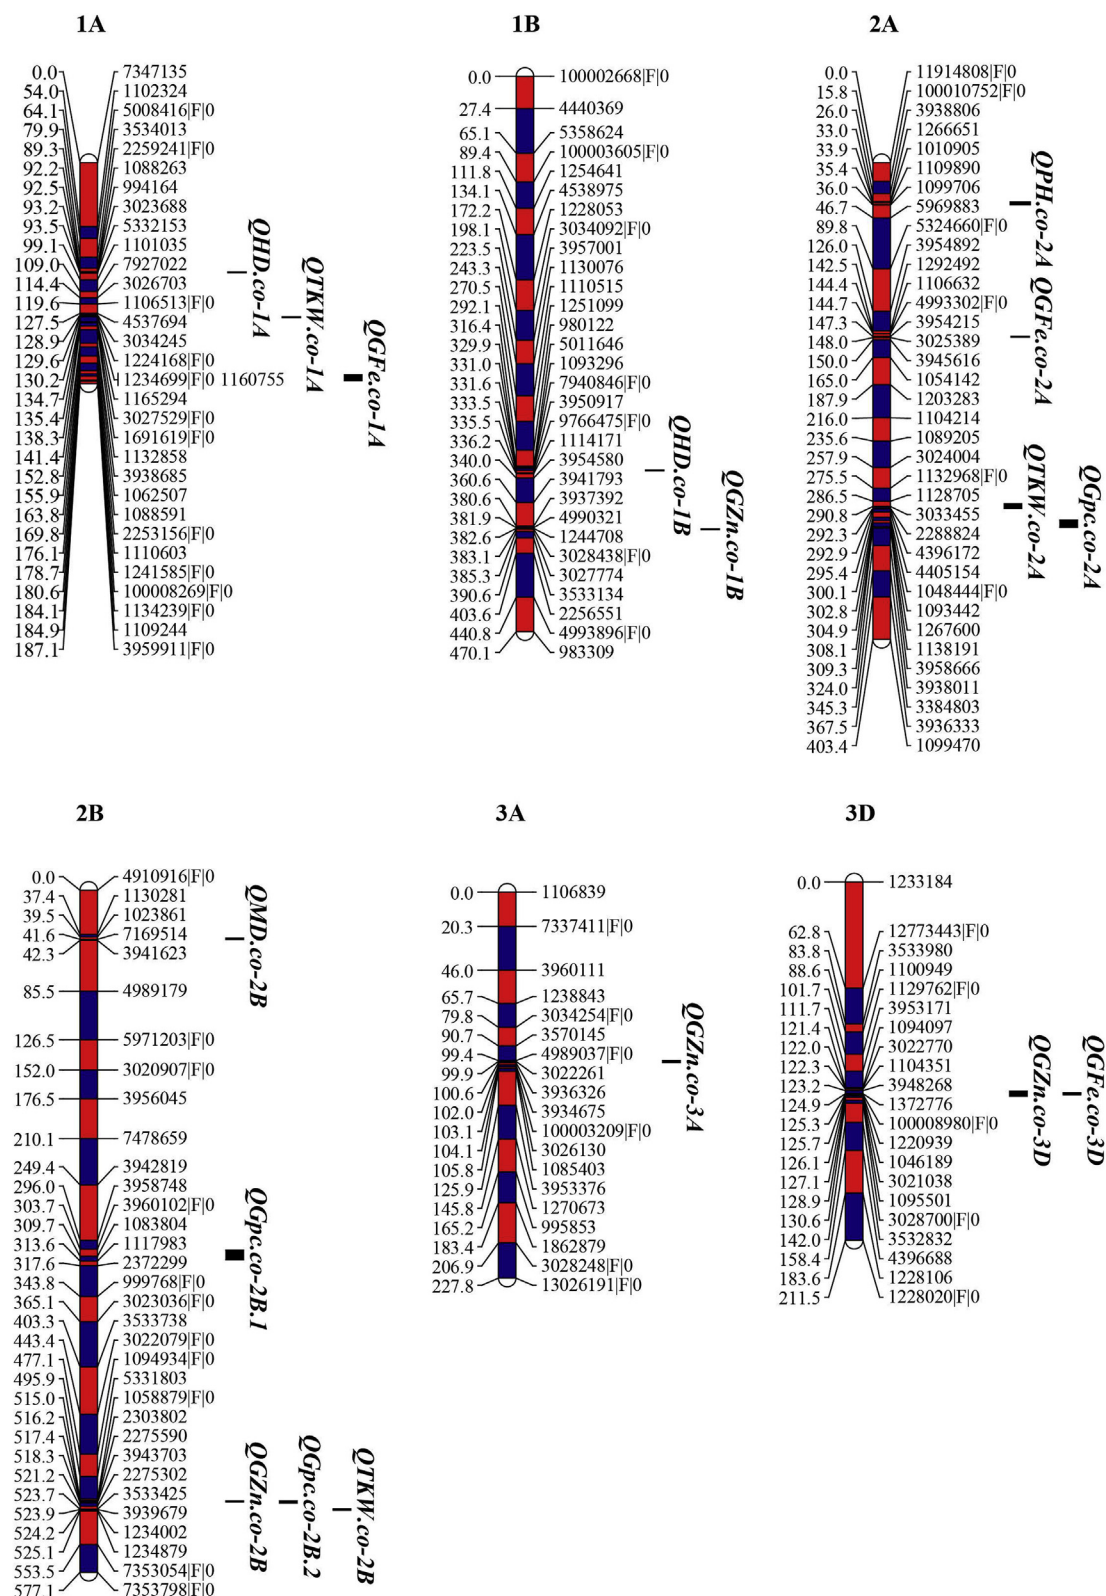 1A
0.0 7347135
54.0 1102324
64.1 5008416|F|0
79.9 3534013
89.3 2259241|F|0
92.2 1088263
92.5 994164
93.2 3023688
93.5 5332153
99.1 1101035
109.0 7927022
114.4 3026703
119.6 1106513|F|0
127.5 4537694
128.9 3034245
129.6 1224168|F|0
130.2 1234699|F|0 1160755
134.7 1165294
135.4 3027529|F|0
138.3 1691619|F|0
141.4 1132858
152.8 3938685
155.9 1062507
163.8 1088591
169.8 2253156|F|0
176.1 1110603
178.7 1241585|F|0
180.6 100008269|F|0
184.1 1134239|F|0
184.9 1109244
187.1 3959911|F|0
QHD.co-1A
QTKW.co-1A
QGFe.co-1A
1B
0.0 100002668|F|0
27.4 4440369
65.1 5358624
89.4 100003605|F|0
111.8 1254641
134.1 4538975
172.2 1228053
198.1 3034092|F|0
223.5 3957001
243.3 1130076
270.5 1110515
292.1 1251099
316.4 980122
329.9 5011646
331.0 1093296
331.6 7940846|F|0
333.5 3950917
335.5 9766475|F|0
336.2 1114171
340.0 3954580
360.6 3941793
380.6 3937392
381.9 4990321
382.6 1244708
383.1 3028438|F|0
385.3 3027774
390.6 3533134
403.6 2256551
440.8 4993896|F|0
470.1 983309
QHD.co-1B
QGZn.co-1B
2A
0.0 11914808|F|0
15.8 100010752|F|0
26.0 3938806
33.0 1266651
33.9 1010905
35.4 1109890
36.0 1099706
46.7 5969883
89.8 5324660|F|0
126.0 3954892
142.5 1292492
144.4 1106632
144.7 4993302|F|0
147.3 3954215
148.0 3025389
150.0 3945616
165.0 1054142
187.9 1203283
216.0 1104214
235.6 1089205
257.9 3024004
275.5 1132968|F|0
286.5 1128705
290.8 3033455
292.3 2288824
292.9 4396172
295.4 4405154
300.1 1048444|F|0
302.8 1093442
304.9 1267600
308.1 1138191
309.3 3958666
324.0 3938011
345.3 3384803
367.5 3936333
403.4 1099470
QPH.co-2A
QGFe.co-2A
QTKW.co-2A
QGpc.co-2A
2B
0.0 4910916|F|0
37.4 1130281
39.5 1023861
41.6 7169514
42.3 3941623
85.5 4989179
126.5 5971203|F|0
152.0 3020907|F|0
176.5 3956045
210.1 7478659
249.4 3942819
296.0 3958748
303.7 3960102|F|0
309.7 1083804
313.6 1117983
317.6 2372299
343.8 999768|F|0
365.1 3023036|F|0
403.3 3533738
443.4 3022079|F|0
477.1 1094934|F|0
495.9 5331803
515.0 1058879|F|0
516.2 2303802
517.4 2275590
518.3 3943703
521.2 2275302
523.7 3533425
523.9 3939679
524.2 1234002
525.1 1234879
553.5 7353054|F|0
577.1 7353798|F|0
QMD.co-2B
QGpc.co-2B.1
QGZn.co-2B
QGpc.co-2B.2
QTKW.co-2B
3A
0.0 1106839
20.3 7337411|F|0
46.0 3960111
65.7 1238843
79.8 3034254|F|0
90.7 3570145
99.4 4989037|F|0
99.9 3022261
100.6 3936326
102.0 3934675
103.1 100003209|F|0
104.1 3026130
105.8 1085403
125.9 3953376
145.8 1270673
165.2 995853
183.4 1862879
206.9 3028248|F|0
227.8 13026191|F|0
QGZn.co-3A
3D
0.0 1233184
62.8 12773443|F|0
83.8 3533980
88.6 1100949
101.7 1129762|F|0
111.7 3953171
121.4 1094097
122.0 3022770
122.3 1104351
123.2 3948268
124.9 1372776
125.3 100008980|F|0
125.7 1220939
126.1 1046189
127.1 3021038
128.9 1095501
130.6 3028700|F|0
142.0 3532832
158.4 4396688
183.6 1228106
211.5 1228020|F|0
QGZn.co-3D
QGFe.co-3D